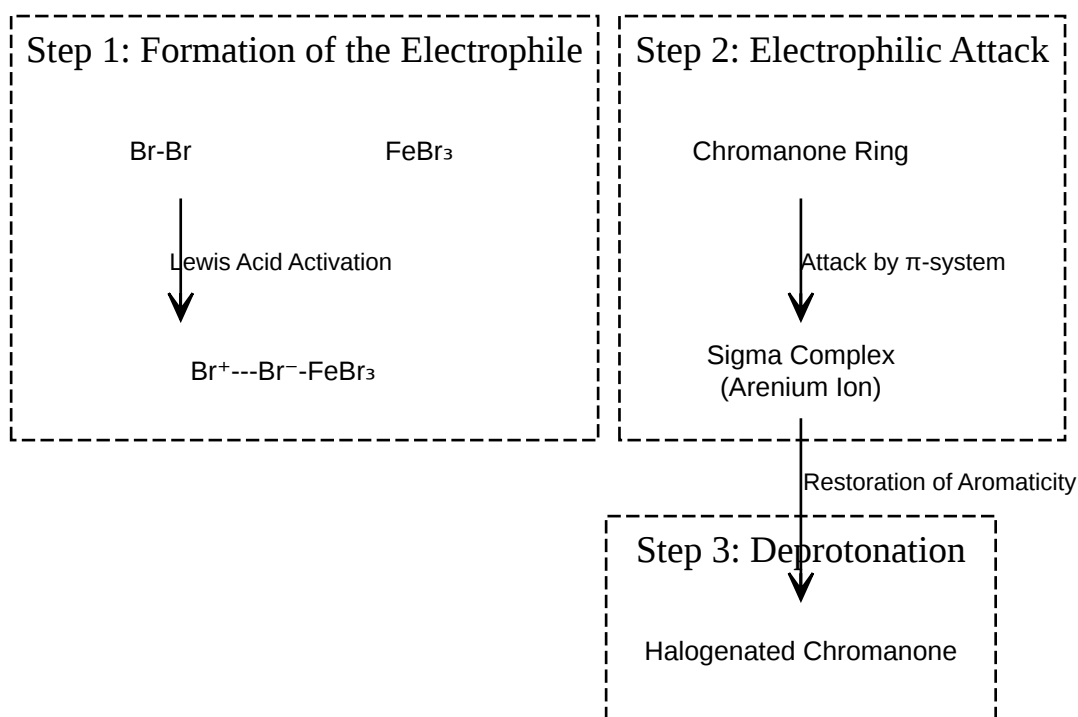 Step 1: Formation of the Electrophile
Br-Br
FeBr₃
Lewis Acid Activation
Br⁺---Br⁻-FeBr₃
Step 2: Electrophilic Attack
Chromanone Ring
Attack by π-system
Sigma Complex
(Arenium Ion)
Restoration of Aromaticity
Step 3: Deprotonation
Halogenated Chromanone